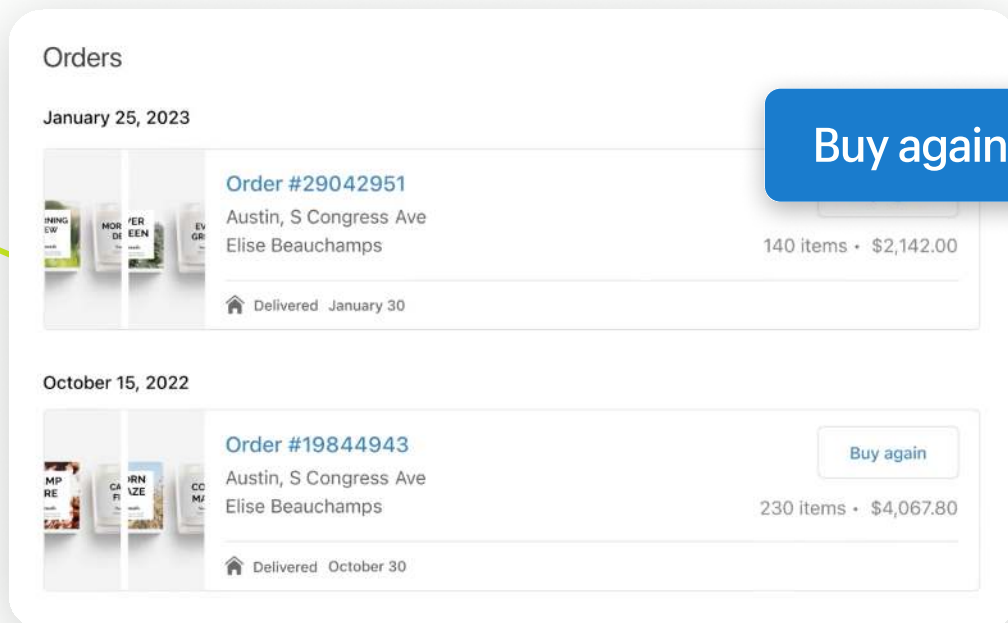 Orders
January 25, 2023
Buy again
Order #29042951
Austin, S Congress Ave
Elise Beauchamps
140 items • $2,142.00
Delivered January 30
October 15, 2022
Order #19844943
Buy again
Austin, S Congress Ave
Elise Beauchamps
230 items • $4,067.80
Delivered October 30